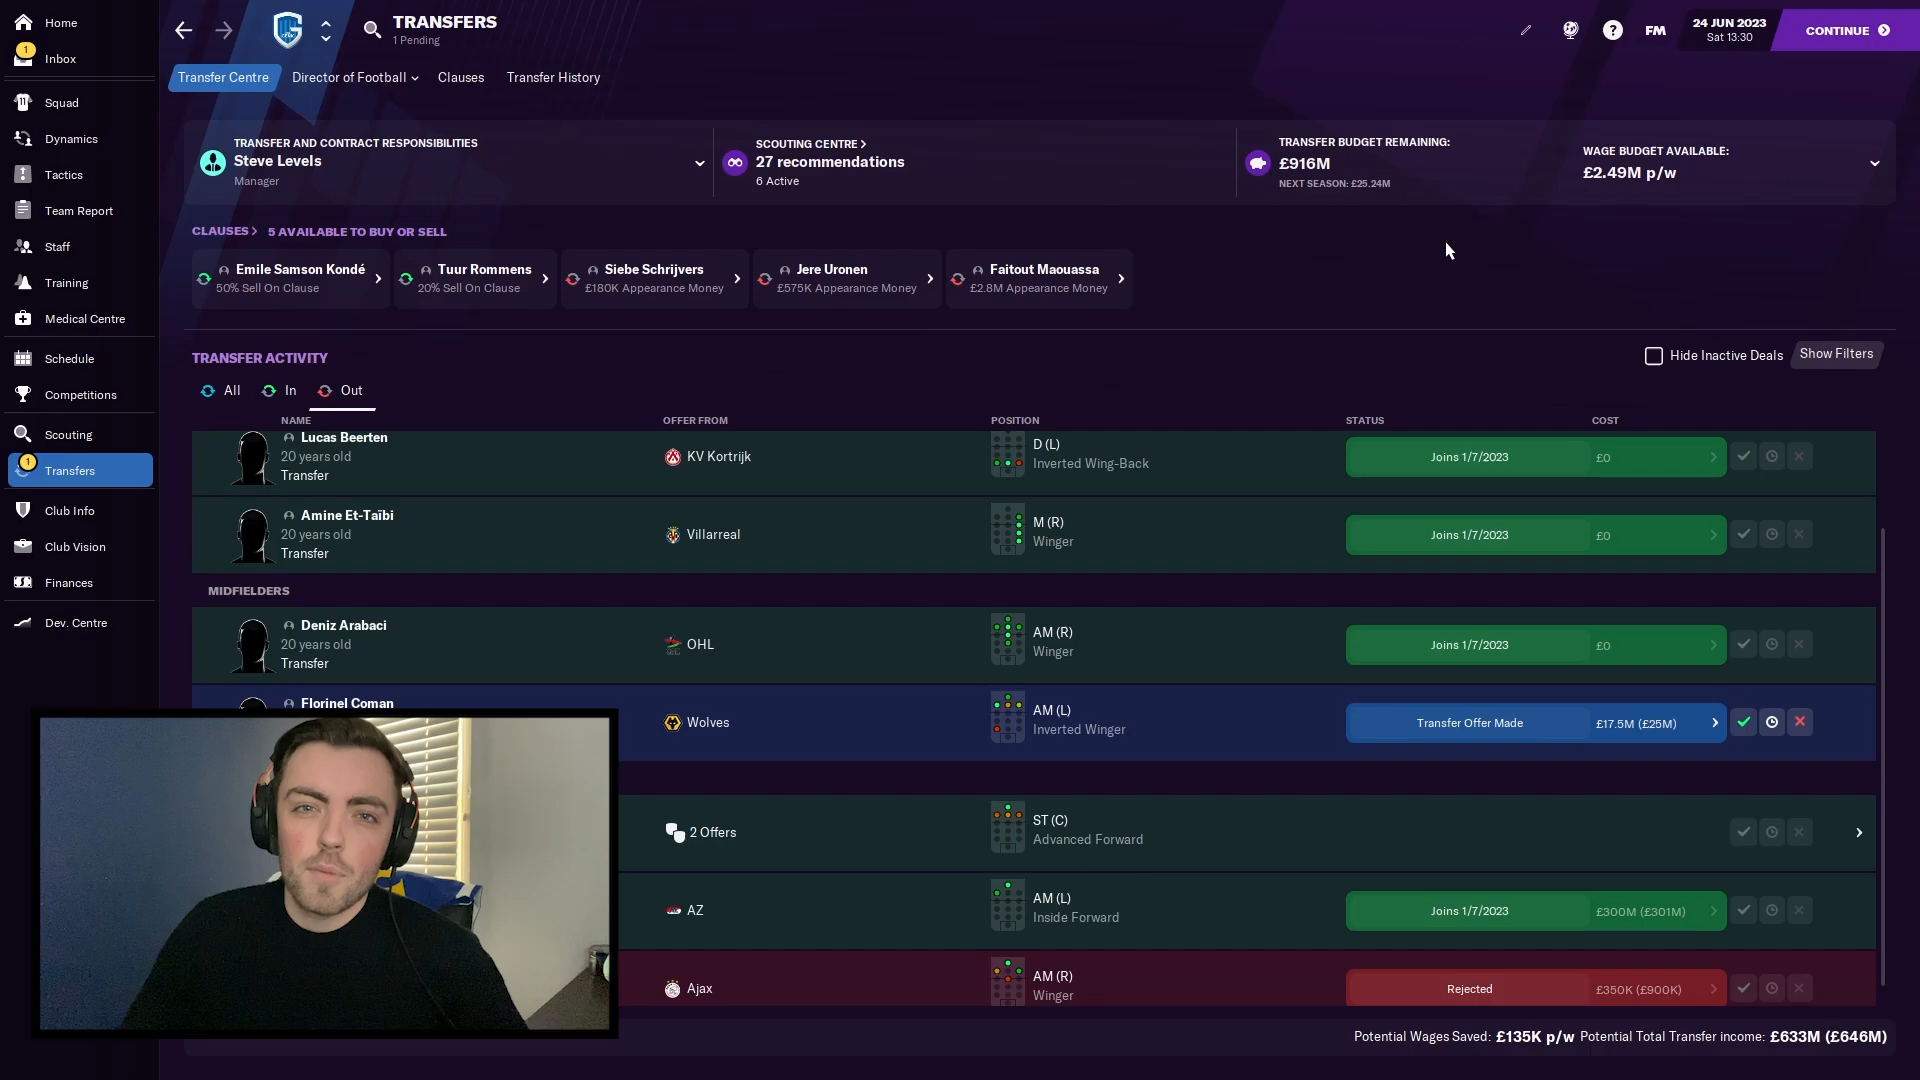 Home
1
Inbox
Squad
Dynamics
Tactics
Team Report
Staff
Training
Medical Centre
Schedule
Competitions
Scouting
1
Transfers
Club Info
Club Vision
Finances
Dev. Centre
TRANSFERS
1 Pending
?
FM
24 JUN 2023
Sat 13:30
CONTINUE
Transfer Centre
Director of Football
Clauses
Transfer History
TRANSFER AND CONTRACT RESPONSIBILITIES
Steve Levels
Manager
SCOUTING CENTRE >
27 recommendations
6 Active
TRANSFER BUDGET REMAINING:
£916M
NEXT SEASON: £25.24M
WAGE BUDGET AVAILABLE:
£2.49M p/w
CLAUSES > 5 AVAILABLE TO BUY OR SELL
Emile Samson Kondé
50% Sell On Clause
Tuur Rommens
20% Sell On Clause
Siebe Schrijvers
£180K Appearance Money
Jere Uronen
£575K Appearance Money
Faitout Maouassa
£2.8M Appearance Money
TRANSFER ACTIVITY
Hide Inactive Deals
Show Filters
All
In
Out
NAME OFFER FROM POSITION STATUS COST
Lucas Beerten
20 years old
Transfer
KV Kortrijk
D (L)
Inverted Wing-Back
Joins 1/7/2023 £0
Amine Et-Taïbi
20 years old
Transfer
Villarreal
M (R)
Winger
Joins 1/7/2023 £0
MIDFIELDERS
Deniz Arabaci
20 years old
Transfer
OHL
AM (R)
Winger
Joins 1/7/2023 £0
Florinel Coman
Wolves
AM (L)
Inverted Winger
Transfer Offer Made £17.5M (£25M)
2 Offers
ST (C)
Advanced Forward
AZ
AM (L)
Inside Forward
Joins 1/7/2023 £300M (£301M)
Ajax
AM (R)
Winger
Rejected £350K (£900K)
Potential Wages Saved: £135K p/w Potential Total Transfer income: £633M (£646M)